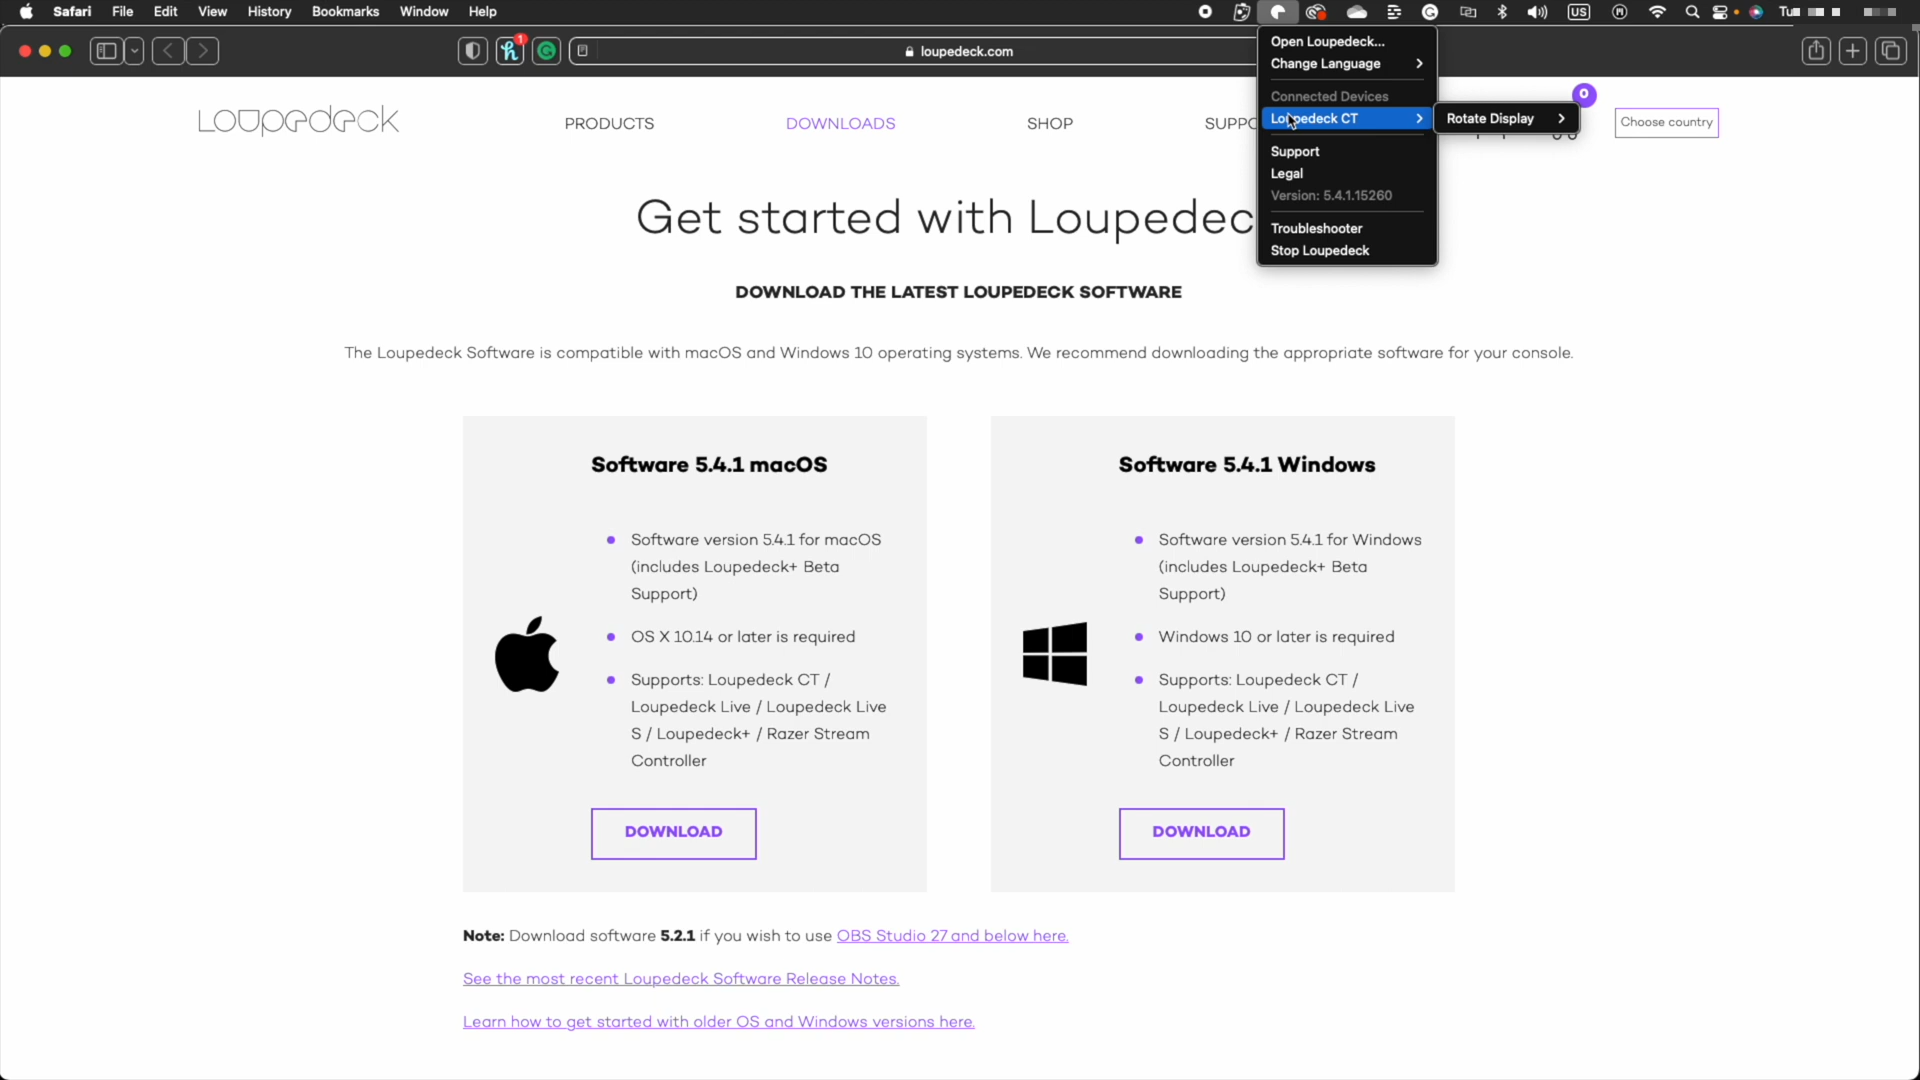 Safari File Edit View History Bookmarks Window Help
US
Tu
1
loupedeck.com
Open Loupedeck...
Change Language
Connected Devices
Loupedeck CT
Rotate Display
Support
Legal
Version: 5.4.1.15260
Troubleshooter
Stop Loupedeck
Loupedeck
PRODUCTS
DOWNLOADS
SHOP
SUPPO
0
Choose country
Get started with Loupedec
DOWNLOAD THE LATEST LOUPEDECK SOFTWARE
The Loupedeck Software is compatible with macOS and Windows 10 operating systems. We recommend downloading the appropriate software for your console.
Software 5.4.1 macOS
Software version 5.4.1 for macOS
(includes Loupedeck+ Beta
Support)
OS X 10.14 or later is required
Supports: Loupedeck CT /
Loupedeck Live / Loupedeck Live
S / Loupedeck+ / Razer Stream
Controller
DOWNLOAD
Software 5.4.1 Windows
Software version 5.4.1 for Windows
(includes Loupedeck+ Beta
Support)
Windows 10 or later is required
Supports: Loupedeck CT /
Loupedeck Live / Loupedeck Live
S / Loupedeck+ / Razer Stream
Controller
DOWNLOAD
Note: Download software 5.2.1 if you wish to use OBS Studio 27 and below here.
See the most recent Loupedeck Software Release Notes.
Learn how to get started with older OS and Windows versions here.